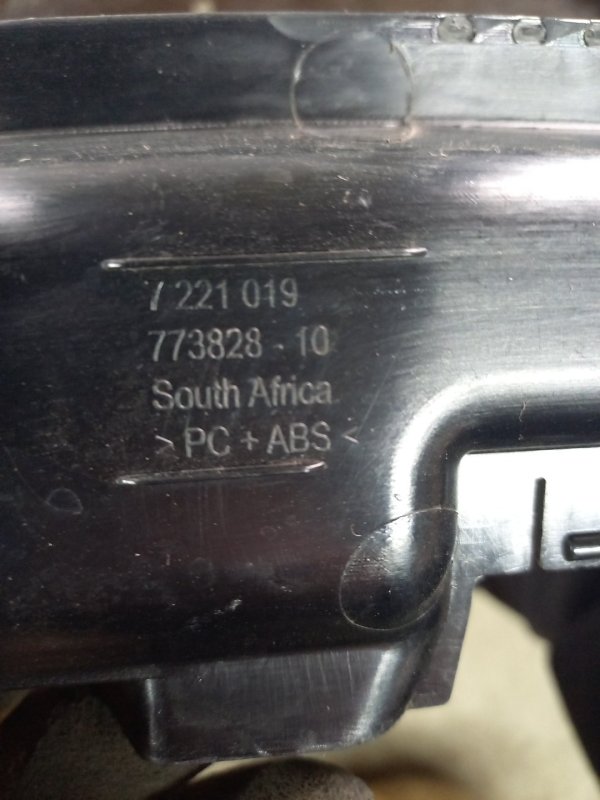 7 221 019
773828 - 10
South Africa
> PC + ABS <